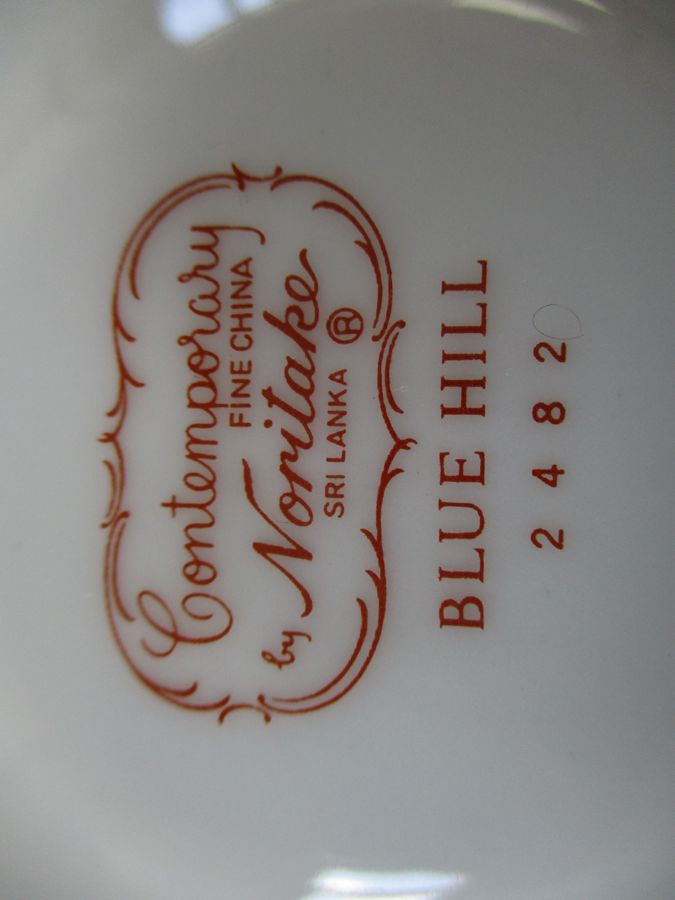 Contemporary
FINE CHINA
by Noritake ®
SRI LANKA
BLUE HILL
2482